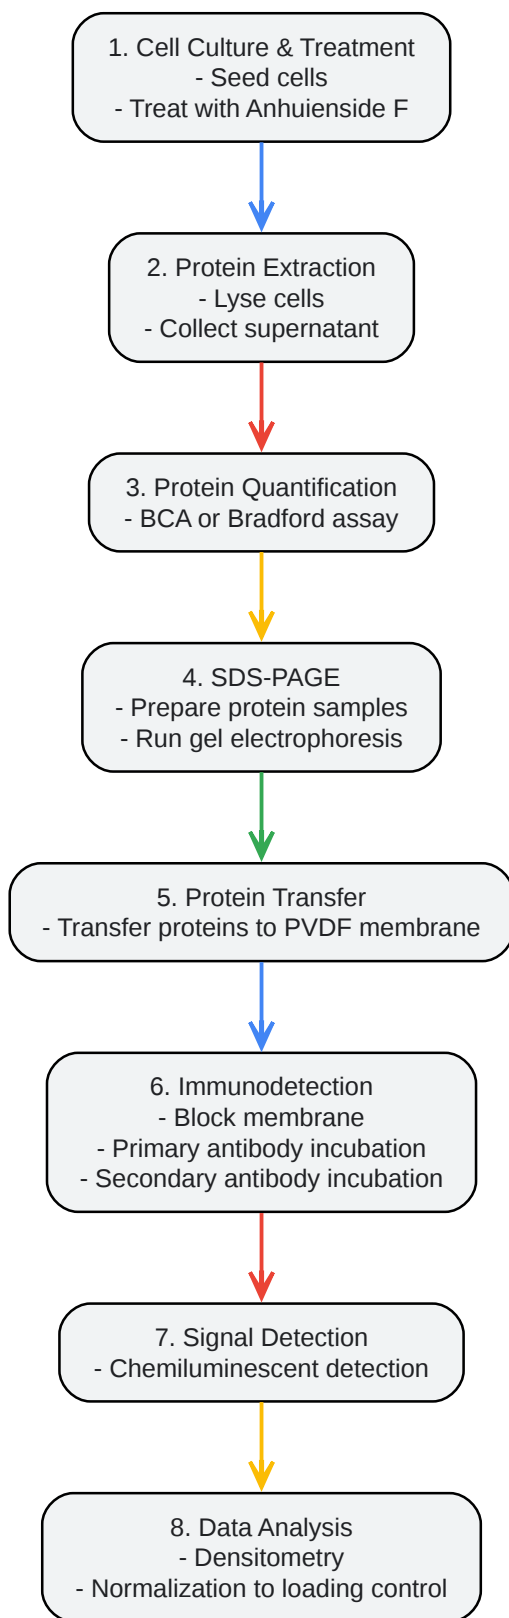 1. Cell Culture & Treatment
- Seed cells
- Treat with Anhuienside F
2. Protein Extraction
- Lyse cells
- Collect supernatant
3. Protein Quantification
- BCA or Bradford assay
4. SDS-PAGE
- Prepare protein samples
- Run gel electrophoresis
5. Protein Transfer
- Transfer proteins to PVDF membrane
6. Immunodetection
- Block membrane
- Primary antibody incubation
- Secondary antibody incubation
7. Signal Detection
- Chemiluminescent detection
8. Data Analysis
- Densitometry
- Normalization to loading control